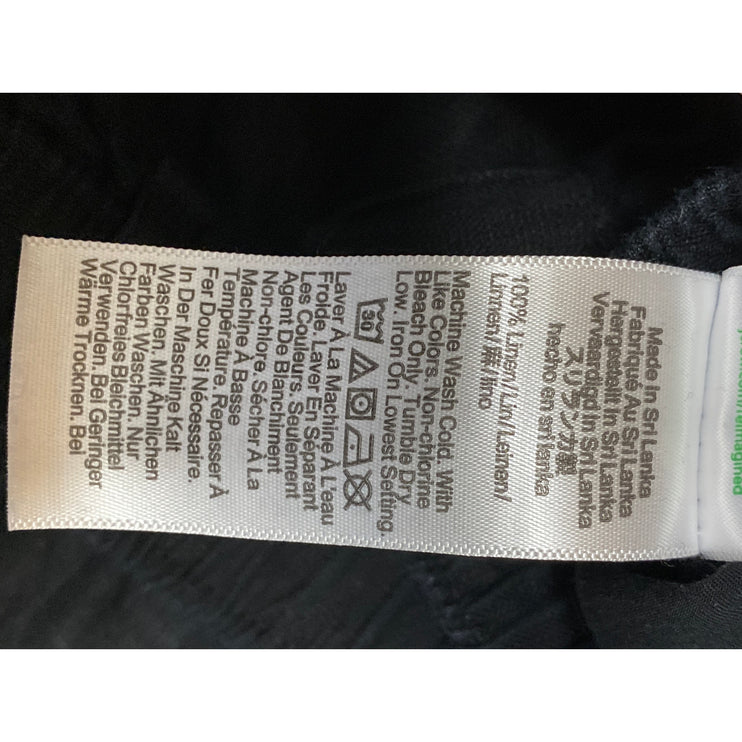 Made In Sri Lanka
Fabriqué Au Sri Lanka
Hergestellt In Sri Lanka
Vervaardigd In Sri Lanka
スリランカ製
hecho en sri lanka
100% Linen/ Lin/ Leinen/
Linnen/ 麻/ lino
Machine Wash Cold. With
Like Colors. Non-chlorine
Bleach Only. Tumble Dry
Low. Iron On Lowest Setting.
30
Laver À La Machine À L'eau
Froide. Laver En Séparant
Les Couleurs. Seulement
Agent De Blanchiment
Non-chlore. Sécher À La
Machine À Basse
Température. Repasser À
Fer Doux Si Nécessaire.
In Der Maschine Kalt
Waschen. Mit Ähnlichen
Farben Waschen. Nur
Chlorfreies Bleichmittel
Verwenden. Bei Geringer
Wärme Trocknen. Bei